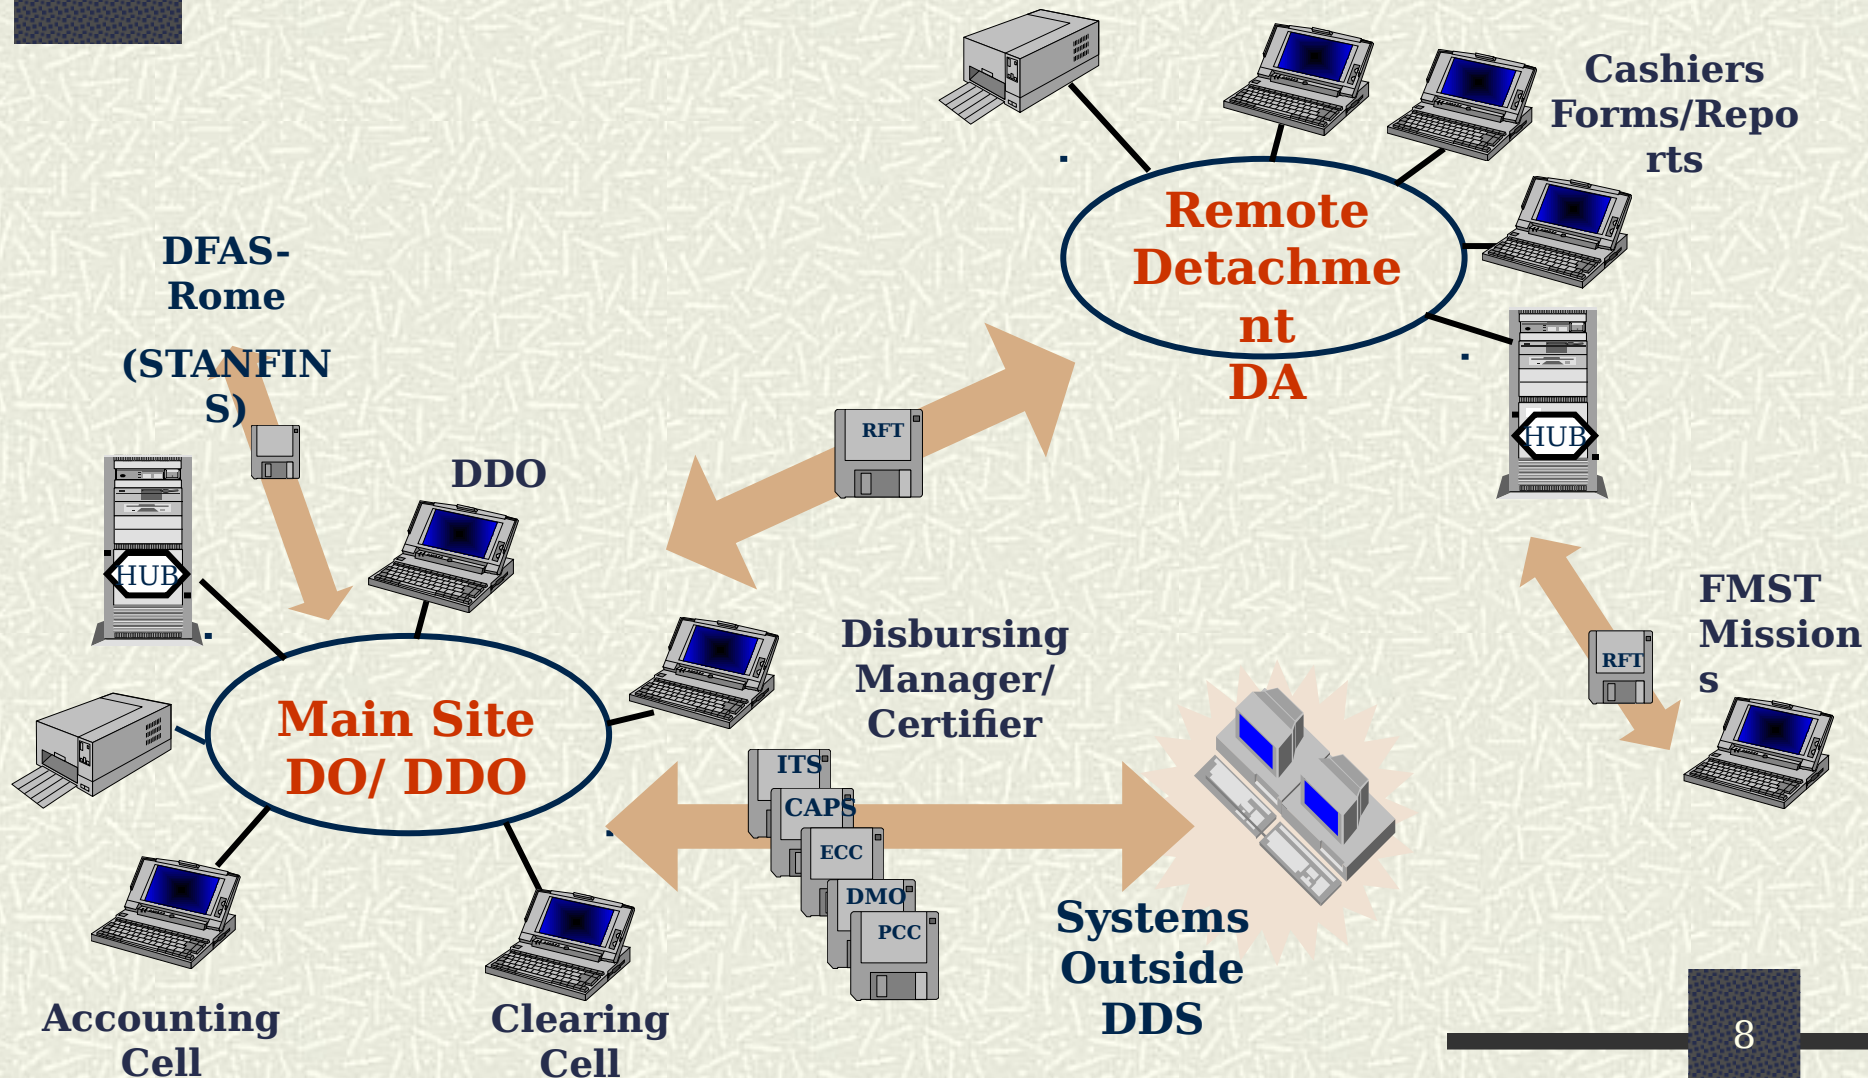 Cashiers
Forms/Repo
rts
Remote
Detachme
nt
DA
DFAS-
Rome
(STANFIN
S)
RFT
HUB
DDO
HUB
FMST
Mission
s
RFT
Disbursing
Manager/
Certifier
Main Site
DO/ DDO
ITS
CAPS
ECC
DMO
PCC
Systems
Outside
DDS
Accounting
Cell
Clearing
Cell
8